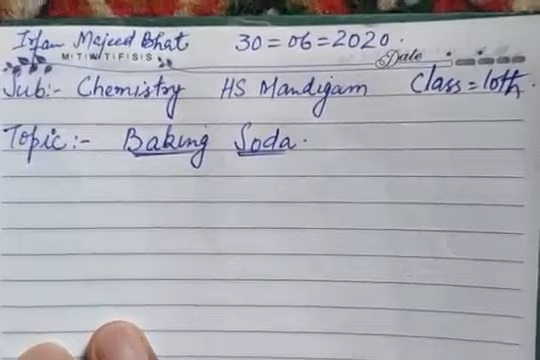 Irfan Majeed Bhat 30=06=2020.
M T W T F S S Date
Sub:- Chemistry HS Mandigam Class=10th.
Topic:- Baking Soda.